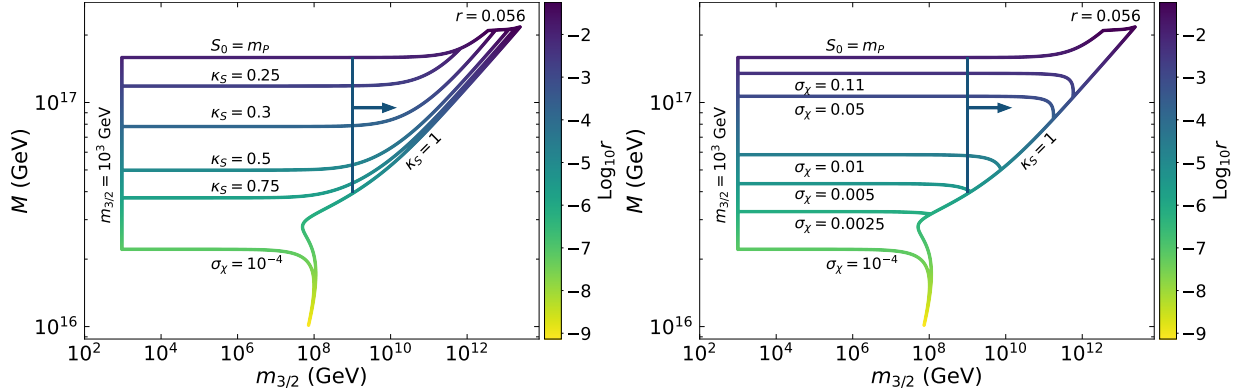 r = 0.056
S₀ = m_P
κ_S = 0.25
κ_S = 0.3
κ_S = 0.5
κ_S = 0.75
κ_S = 1
σ_χ = 10⁻⁴
m_{3/2} = 10³ GeV
M (GeV)
10¹⁷
10¹⁶
10² 10⁴ 10⁶ 10⁸ 10¹⁰ 10¹²
m_{3/2} (GeV)
−2
−3
−4
−5
−6
−7
−8
−9
Log₁₀r
r = 0.056
S₀ = m_P
σ_χ = 0.11
σ_χ = 0.05
σ_χ = 0.01
σ_χ = 0.005
σ_χ = 0.0025
σ_χ = 10⁻⁴
κ_S = 1
m_{3/2} = 10³ GeV
M (GeV)
10¹⁷
10¹⁶
10² 10⁴ 10⁶ 10⁸ 10¹⁰ 10¹²
m_{3/2} (GeV)
−2
−3
−4
−5
−6
−7
−8
−9
Log₁₀r